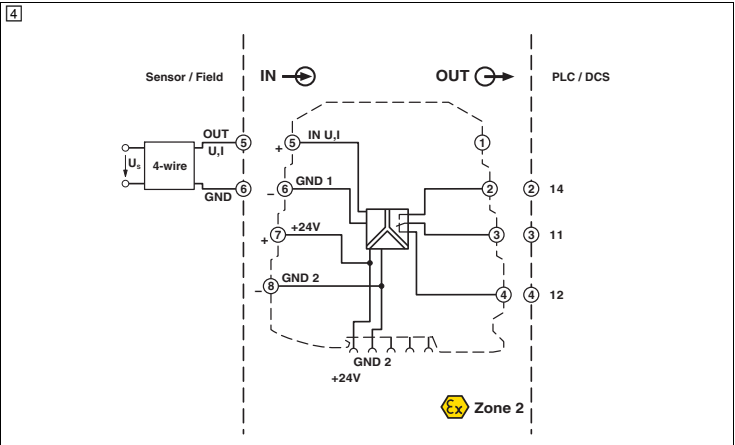 4
Sensor / Field
IN
OUT
PLC / DCS
OUT
5
5
IN U,I
1
+
U,I
Us
4-wire
6
6
GND 1
2
2
14
–
GND
7
+24V
3
3
11
+
8
GND 2
4
4
12
–
GND 2
+24V
Ex
Zone 2